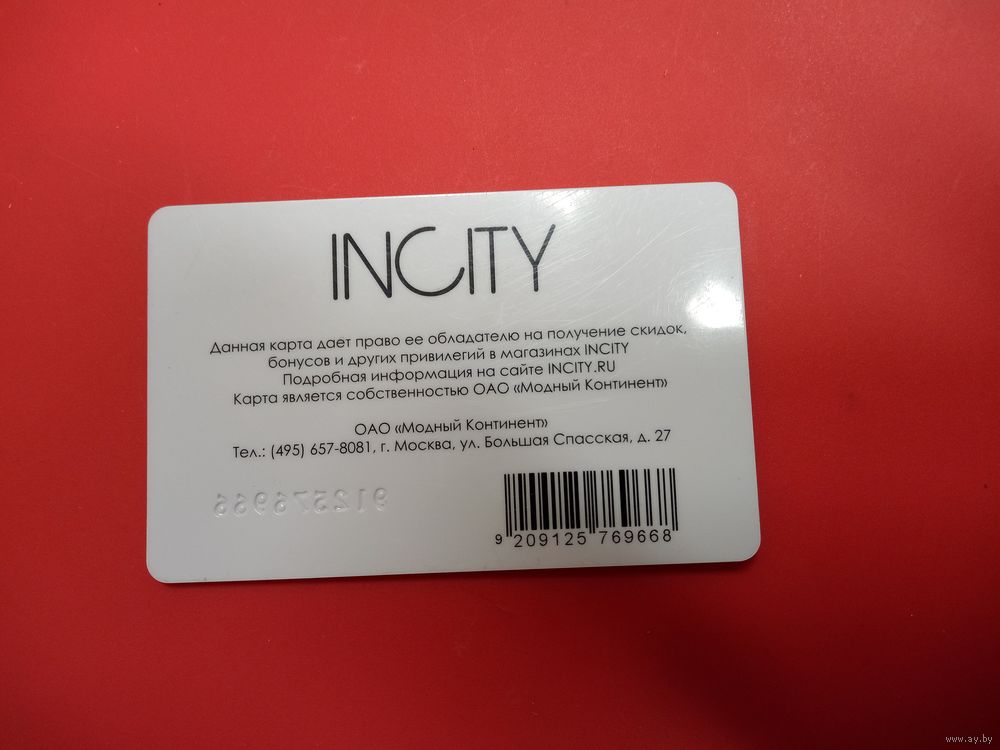 INCITY
Данная карта дает право ее обладателю на получение скидок,
бонусов и других привилегий в магазинах INCITY
Подробная информация на сайте INCITY.RU
Карта является собственностью ОАО «Модный Континент»
ОАО «Модный Континент»
Тел.: (495) 657-8081, г. Москва, ул. Большая Спасская, д. 27
912576966
9 209125 769668
www.ay.by